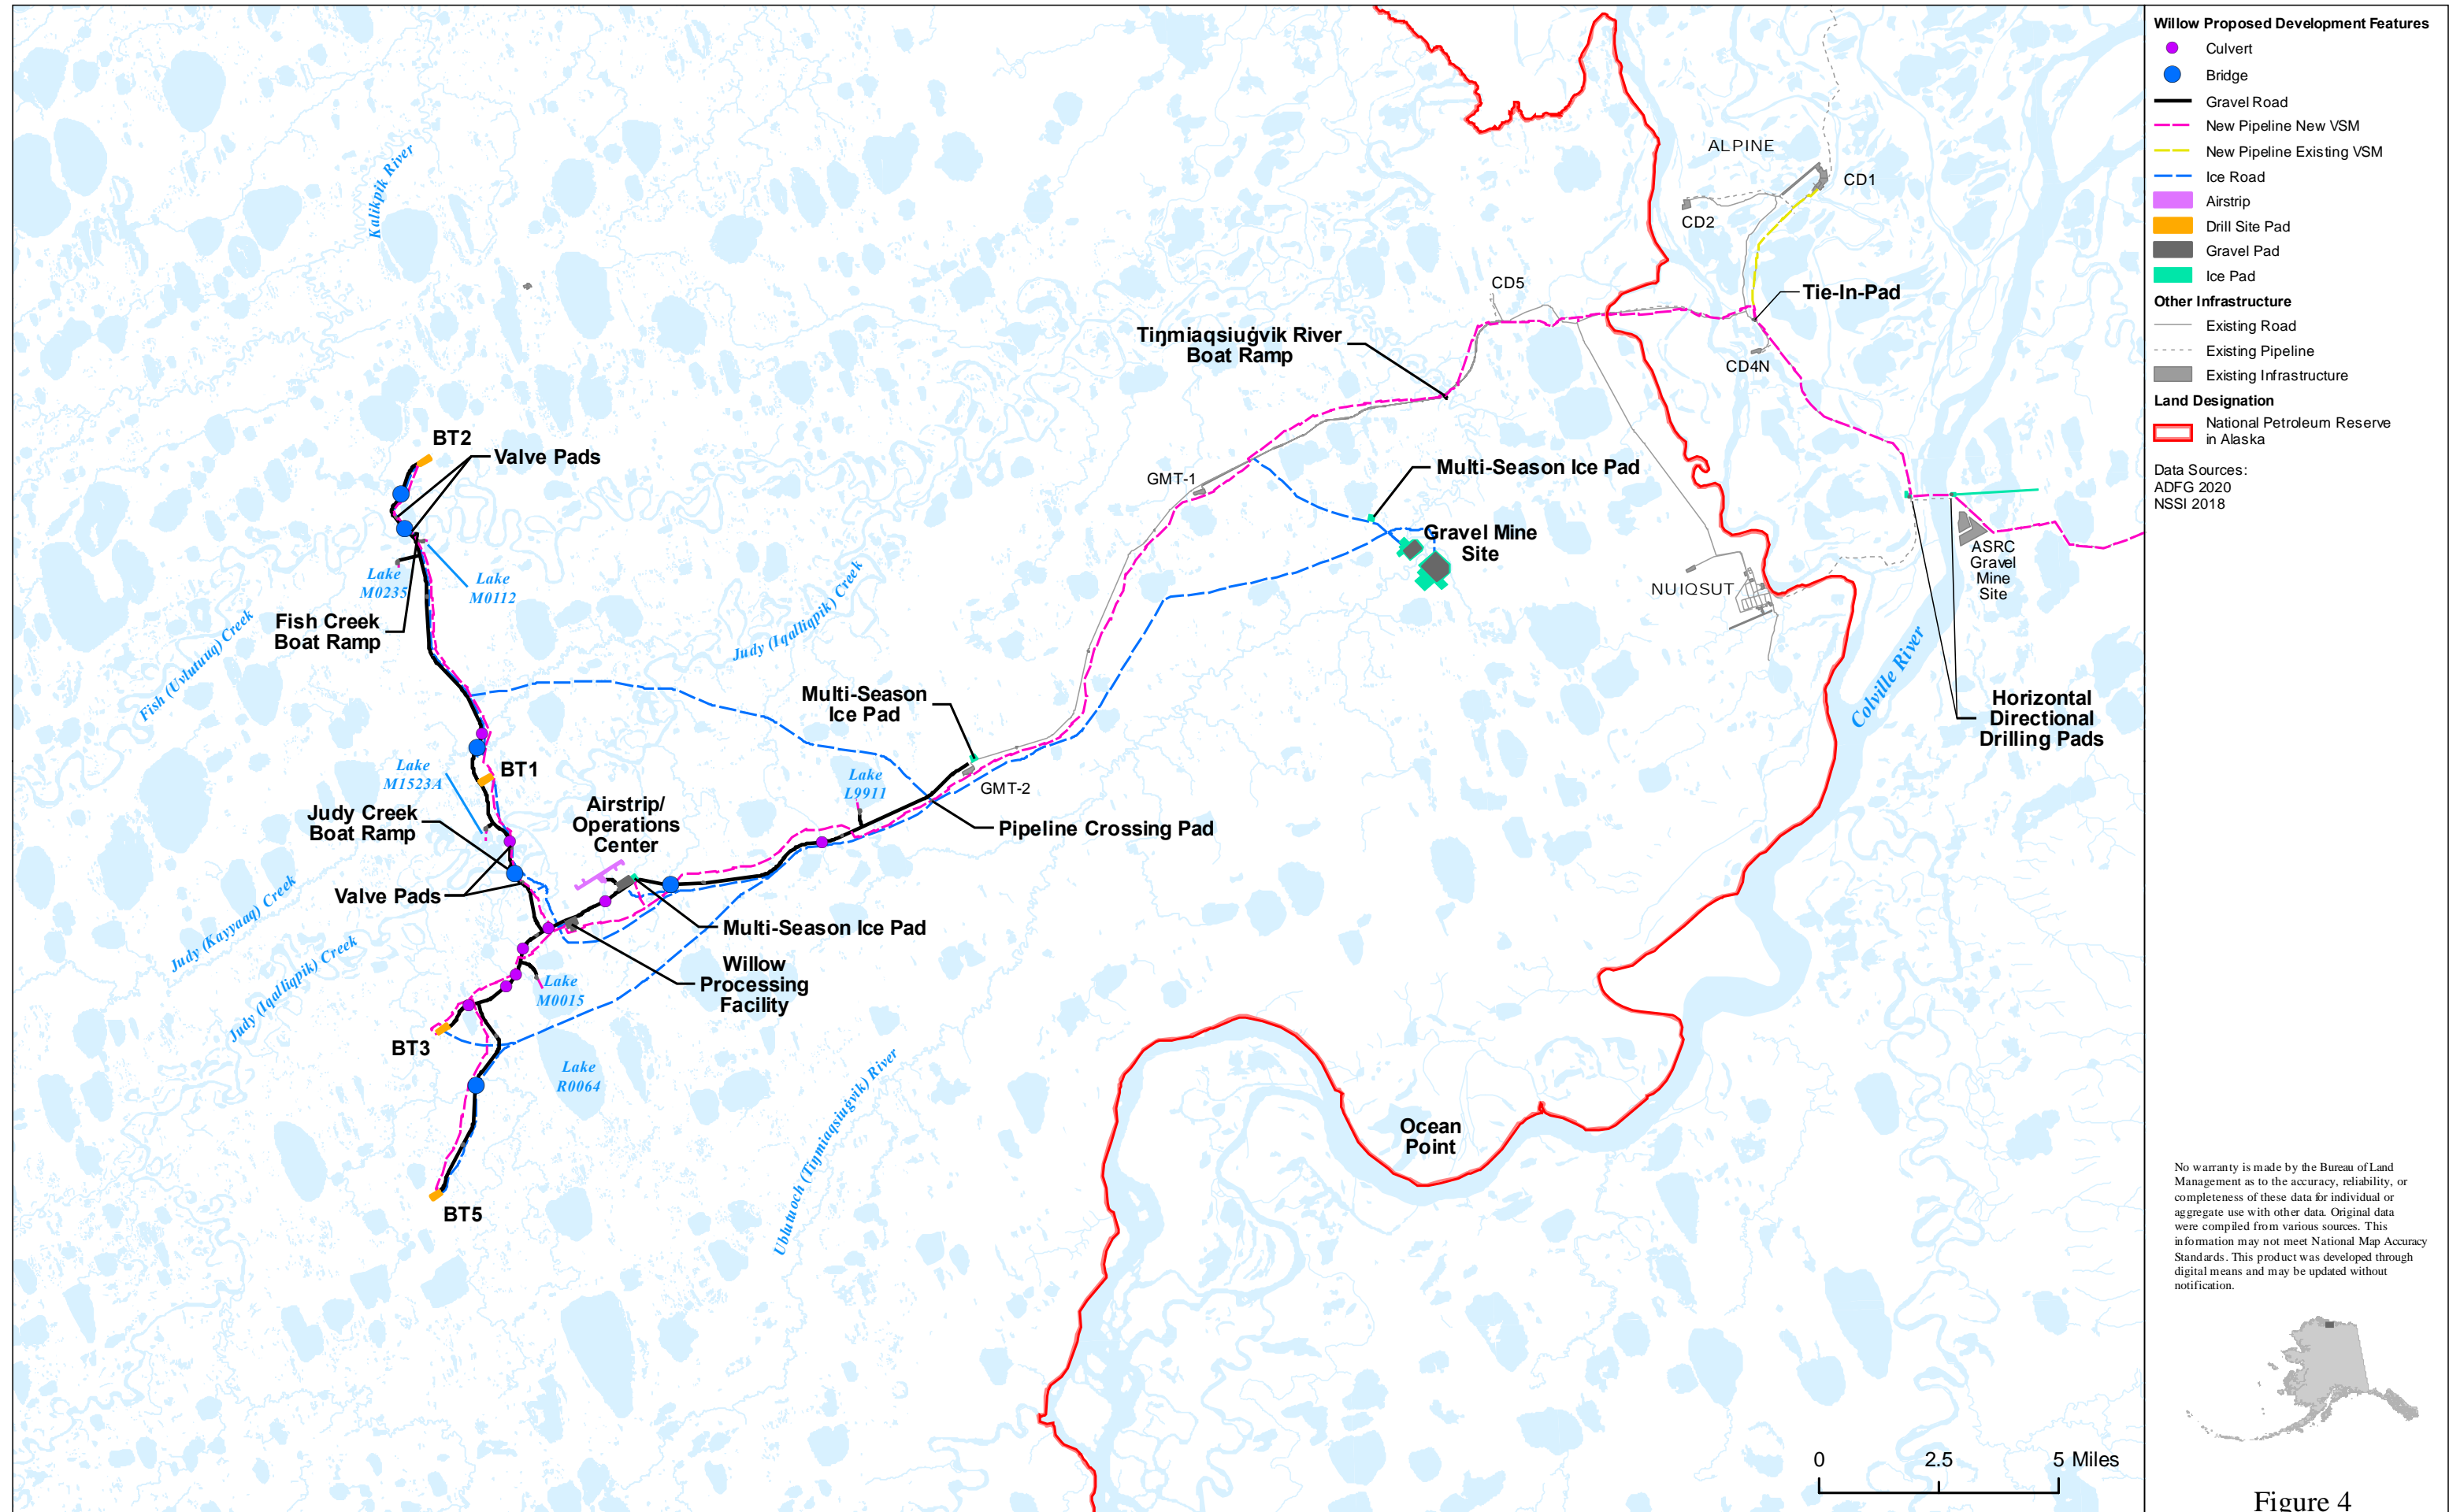 Willow Proposed Development Features
Culvert
Bridge
Gravel Road
New Pipeline New VSM
New Pipeline Existing VSM
Ice Road
Airstrip
Drill Site Pad
Gravel Pad
Ice Pad
Other Infrastructure
Existing Road
Existing Pipeline
Existing Infrastructure
Land Designation
National Petroleum Reserve
in Alaska
Data Sources:
ADFG 2020
NSSI 2018
Kalikpik River
ALPINE
CD1
CD2
CD5
Tie-In-Pad
Tiŋmiaqsiuġvik River
Boat Ramp
CD4N
BT2
Valve Pads
GMT-1
Multi-Season Ice Pad
Gravel Mine
Site
ASRC
Gravel
Mine
Site
NUIQSUT
Lake
M0235
Lake
M0112
Fish Creek
Boat Ramp
Fish (Uvlutuuq) Creek
Judy (Iqalliqpik) Creek
Colville River
Multi-Season
Ice Pad
Horizontal
Directional
Drilling Pads
Lake
M1523A
BT1
Lake
L9911
GMT-2
Judy Creek
Boat Ramp
Airstrip/
Operations
Center
Pipeline Crossing Pad
Valve Pads
Multi-Season Ice Pad
Judy (Kayyaaq) Creek
Judy (Iqalliqpik) Creek
Willow
Processing
Facility
Lake
M0015
BT3
Lake
R0064
Ublutuoch (Tiŋmiaqsiuġvik) River
Ocean
Point
BT5
0 2.5 5 Miles
No warranty is made by the Bureau of Land
Management as to the accuracy, reliability, or
completeness of these data for individual or
aggregate use with other data. Original data
were compiled from various sources. This
information may not meet National Map Accuracy
Standards. This product was developed through
digital means and may be updated without
notification.
Figure 4